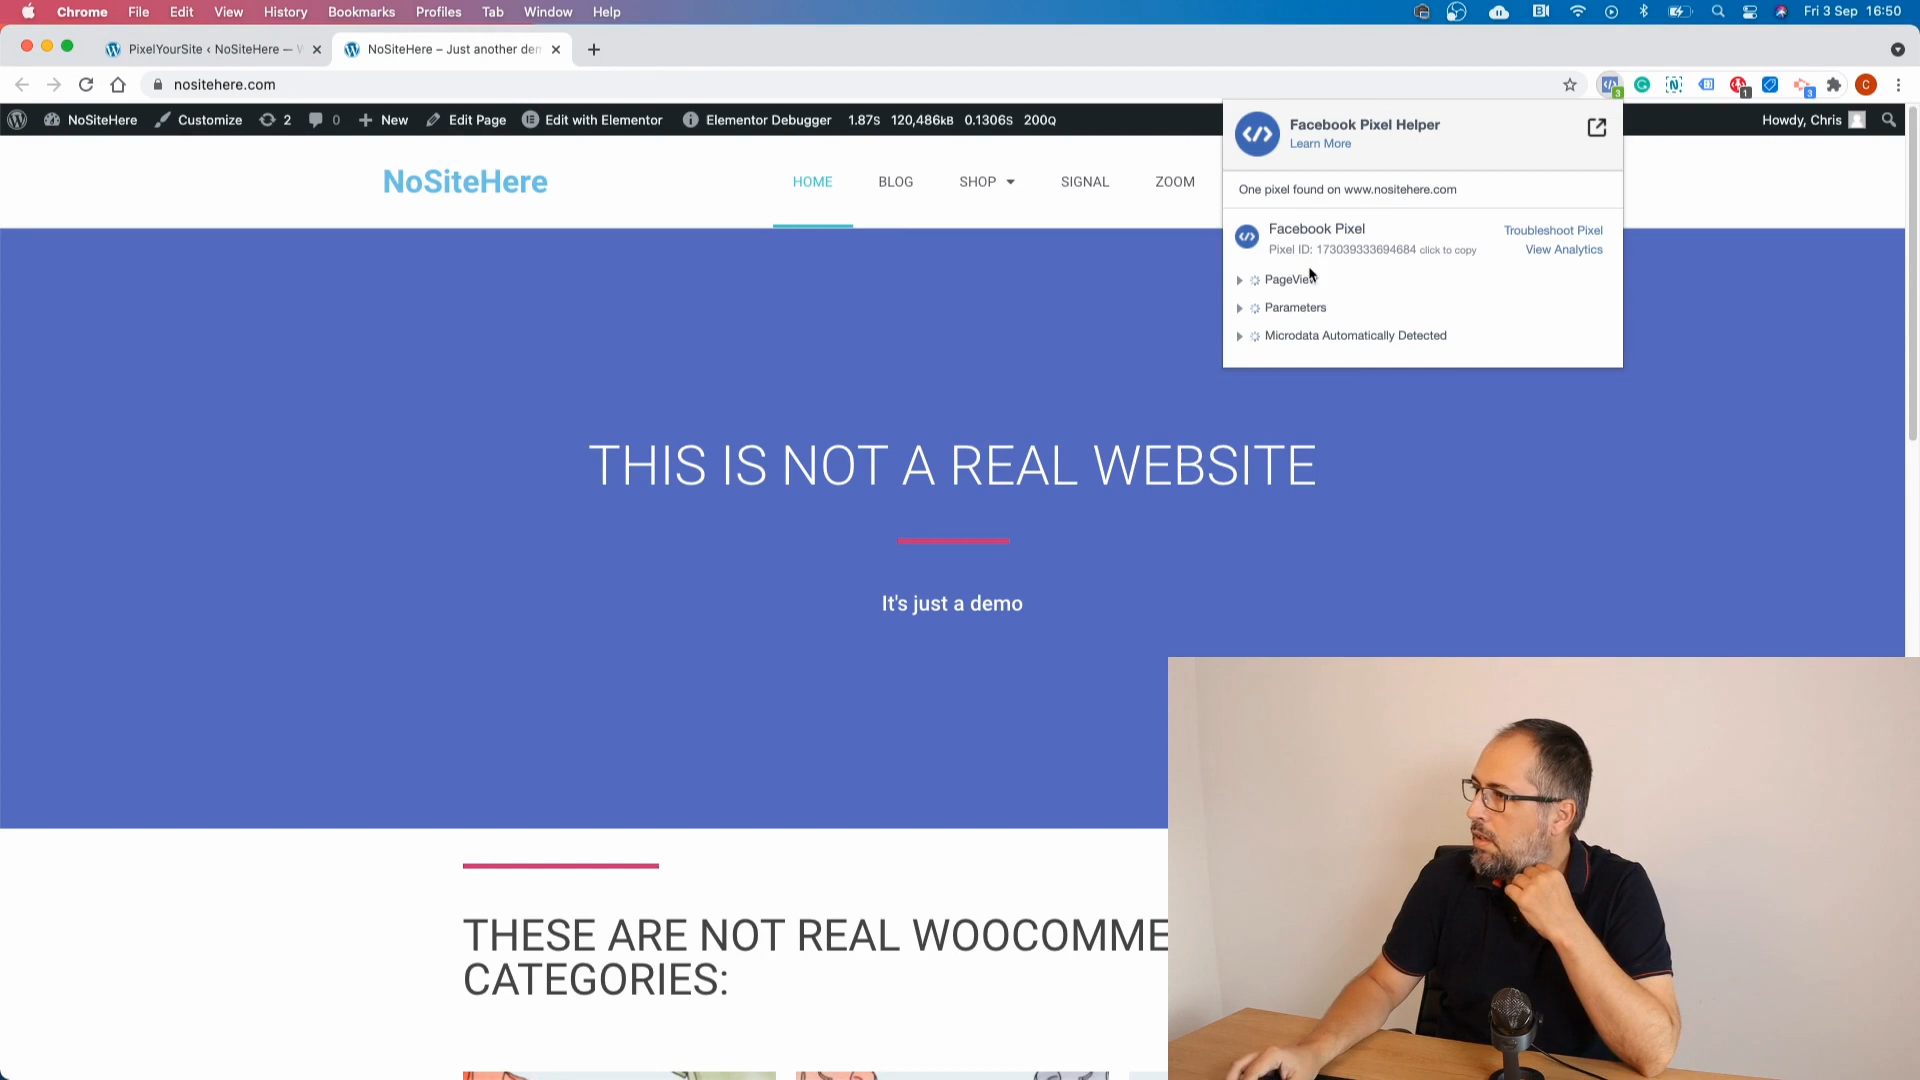 Chrome File Edit View History Bookmarks Profiles Tab Window Help
Fri 3 Sep 16:50
PixelYourSite ‹ NoSiteHere —
NoSiteHere – Just another
nositehere.com
3
1
3
C
NoSiteHere Customize 2 0 New Edit Page Edit with Elementor Elementor Debugger 1.87s 120,486KB 0.1306s 200Q
Howdy, Chris
NoSiteHere
HOME BLOG SHOP SIGNAL ZOOM
Facebook Pixel Helper
Learn More
One pixel found on www.nositehere.com
Facebook Pixel
Troubleshoot Pixel
Pixel ID: 173039333694684 click to copy
View Analytics
PageView
Parameters
Microdata Automatically Detected
THIS IS NOT A REAL WEBSITE
It's just a demo
THESE ARE NOT REAL WOOCOMME
CATEGORIES: